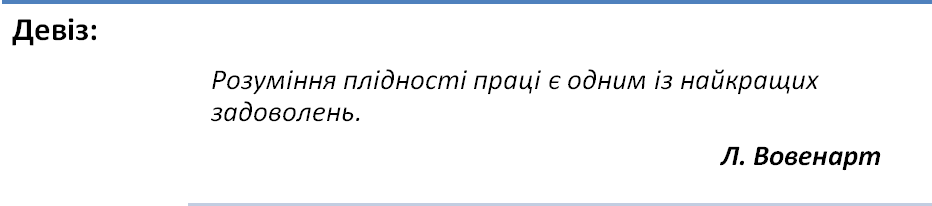 Девіз:
Розуміння плідності праці є одним із найкращих
задоволень.
Л. Вовенарт